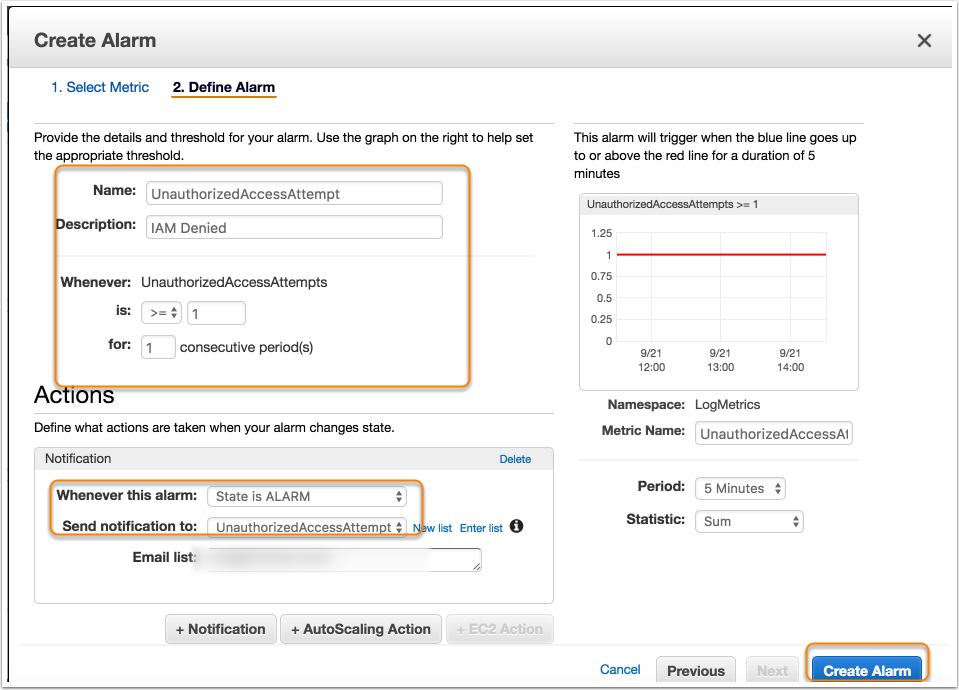 Create Alarm
1. Select Metric 2. Define Alarm
Provide the details and threshold for your alarm. Use the graph on the right to help set
the appropriate threshold.
Name: UnauthorizedAccessAttempt
Description: IAM Denied
Whenever: UnauthorizedAccessAttempts
is: >= 1
for: 1 consecutive period(s)
Actions
Define what actions are taken when your alarm changes state.
Notification Delete
Whenever this alarm: State is ALARM
Send notification to: UnauthorizedAccessAttempt New list Enter list
Email list:
+ Notification + AutoScaling Action + EC2 Action
This alarm will trigger when the blue line goes up
to or above the red line for a duration of 5
minutes
UnauthorizedAccessAttempts >= 1
1.25
1
0.75
0.5
0.25
0
9/21 9/21 9/21
12:00 13:00 14:00
Namespace: LogMetrics
Metric Name: UnauthorizedAccessAt
Period: 5 Minutes
Statistic: Sum
Cancel Previous Next Create Alarm